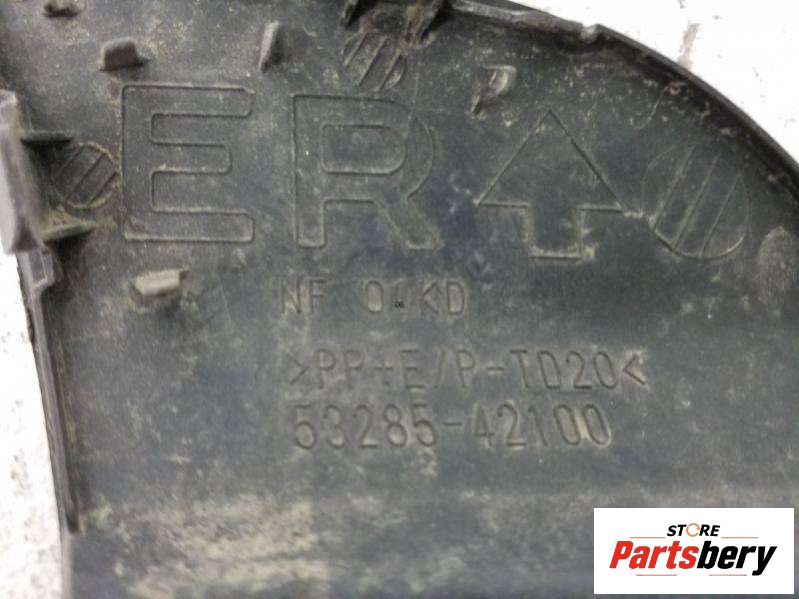 ER
NF 01KD
>PP+E/P-TD20<
53285-42100
STORE
Partsbery